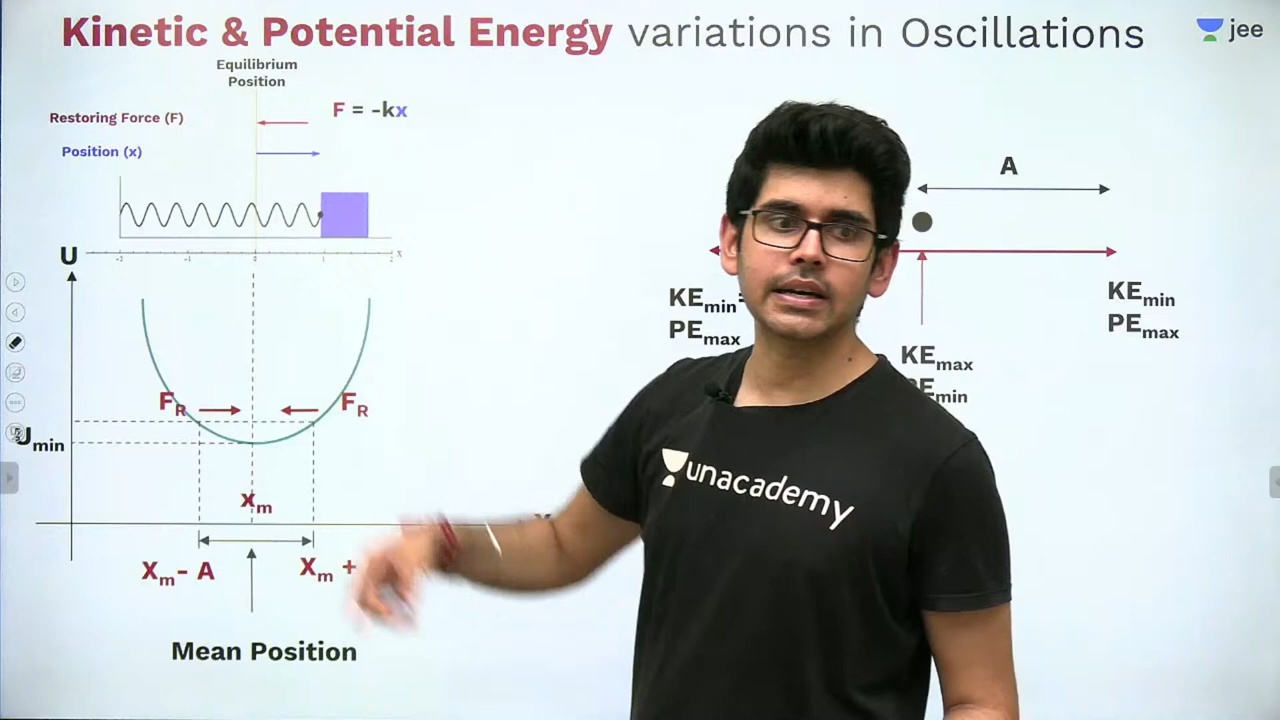 Kinetic & Potential Energy variations in Oscillations
jee
Equilibrium
Position
F = -kx
Restoring Force (F)
Position (x)
A
U
x
KEmin
PEmax
KEmin
PEmax
KEmax
FR
FR
Umin
unacademy
xm
Xm- A
Xm +
Mean Position